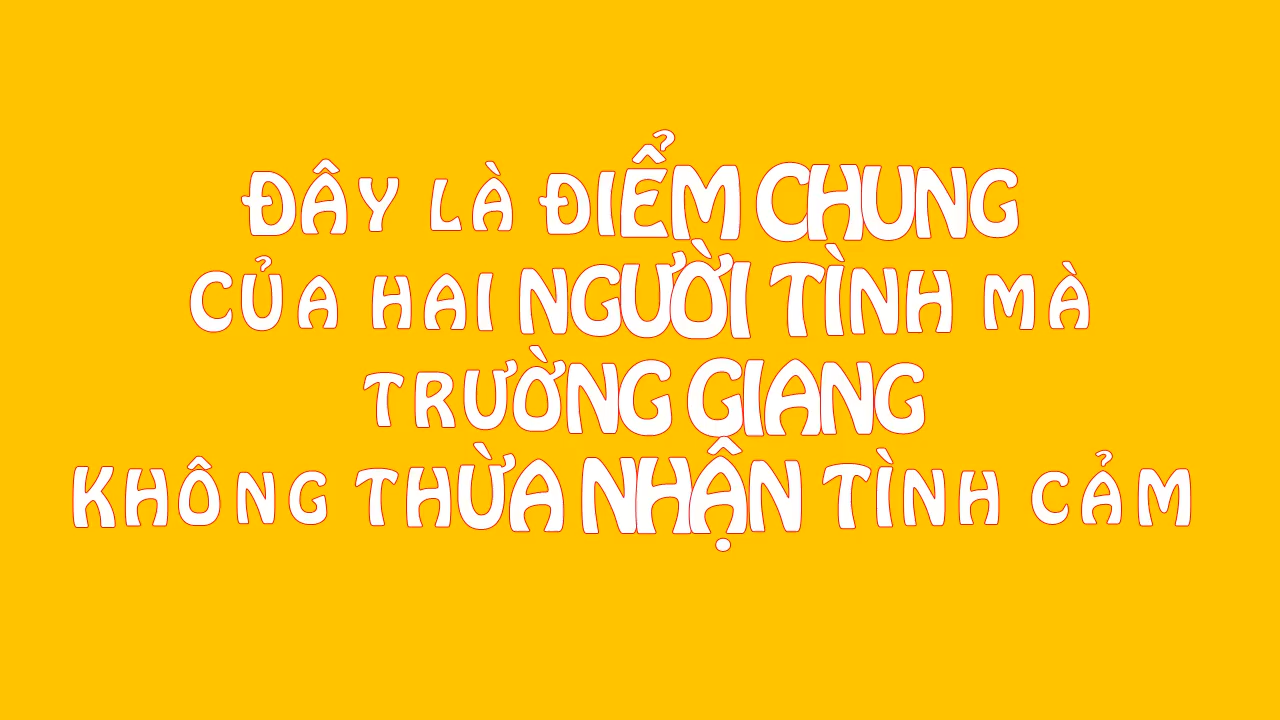 ĐÂY LÀ ĐIỂM CHUNG
CỦA HAI NGƯỜI TÌNH MÀ
TRƯỜNG GIANG
KHÔNG THỪA NHẬN TÌNH CẢM